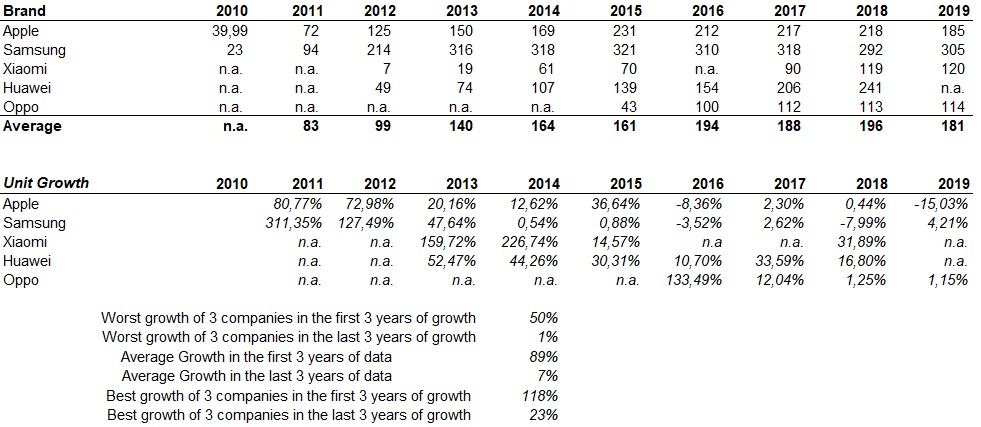 Brand 2010 2011 2012 2013 2014 2015 2016 2017 2018 2019
Apple 39,99 72 125 150 169 231 212 217 218 185
Samsung 23 94 214 316 318 321 310 318 292 305
Xiaomi n.a. n.a. 7 19 61 70 n.a. 90 119 120
Huawei n.a. n.a. 49 74 107 139 154 206 241 n.a.
Oppo n.a. n.a. n.a. n.a. n.a. 43 100 112 113 114
Average n.a. 83 99 140 164 161 194 188 196 181
Unit Growth 2010 2011 2012 2013 2014 2015 2016 2017 2018 2019
Apple 80,77% 72,98% 20,16% 12,62% 36,64% -8,36% 2,30% 0,44% -15,03%
Samsung 311,35% 127,49% 47,64% 0,54% 0,88% -3,52% 2,62% -7,99% 4,21%
Xiaomi n.a. n.a. 159,72% 226,74% 14,57% n.a n.a. 31,89% n.a.
Huawei n.a. n.a. 52,47% 44,26% 30,31% 10,70% 33,59% 16,80% n.a.
Oppo n.a. n.a. n.a. n.a. n.a. 133,49% 12,04% 1,25% 1,15%
Worst growth of 3 companies in the first 3 years of growth 50%
Worst growth of 3 companies in the last 3 years of growth 1%
Average Growth in the first 3 years of data 89%
Average Growth in the last 3 years of data 7%
Best growth of 3 companies in the first 3 years of growth 118%
Best growth of 3 companies in the last 3 years of growth 23%